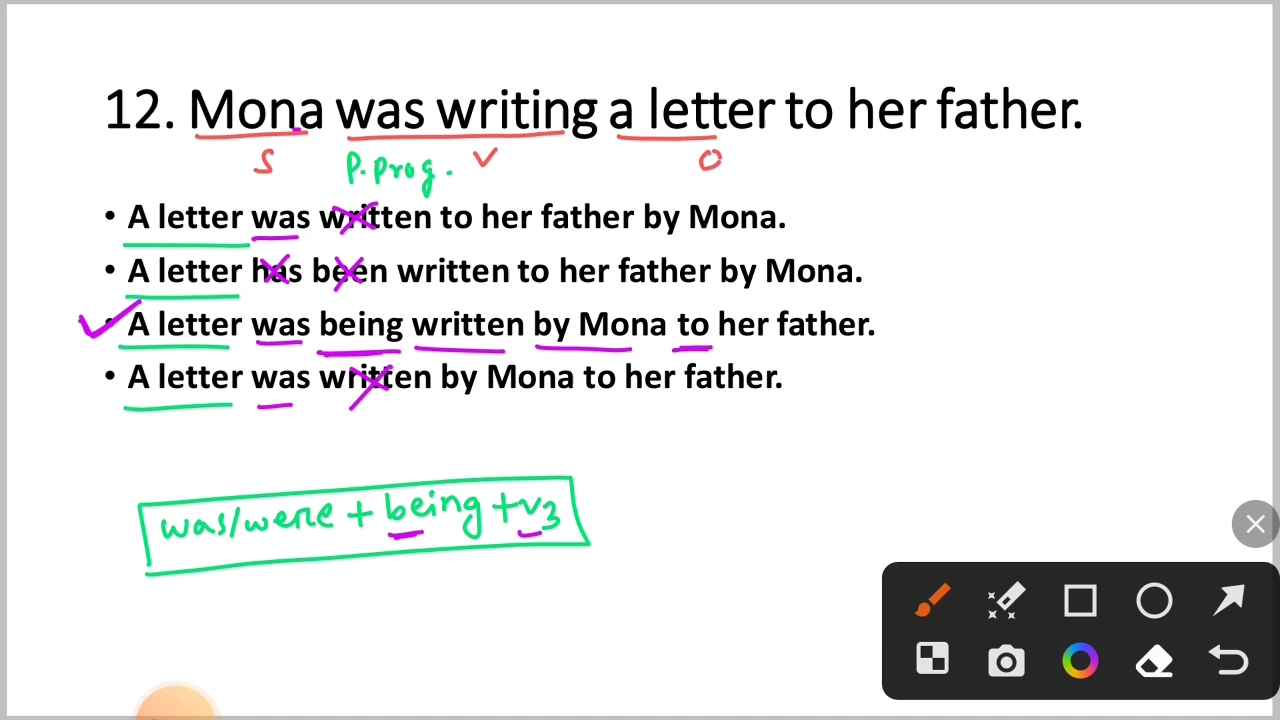 12. Mona was writing a letter to her father.
S P. prog. V O
• A letter was written to her father by Mona.
• A letter has been written to her father by Mona.
• A letter was being written by Mona to her father.
• A letter was written by Mona to her father.
was/were + being + v3